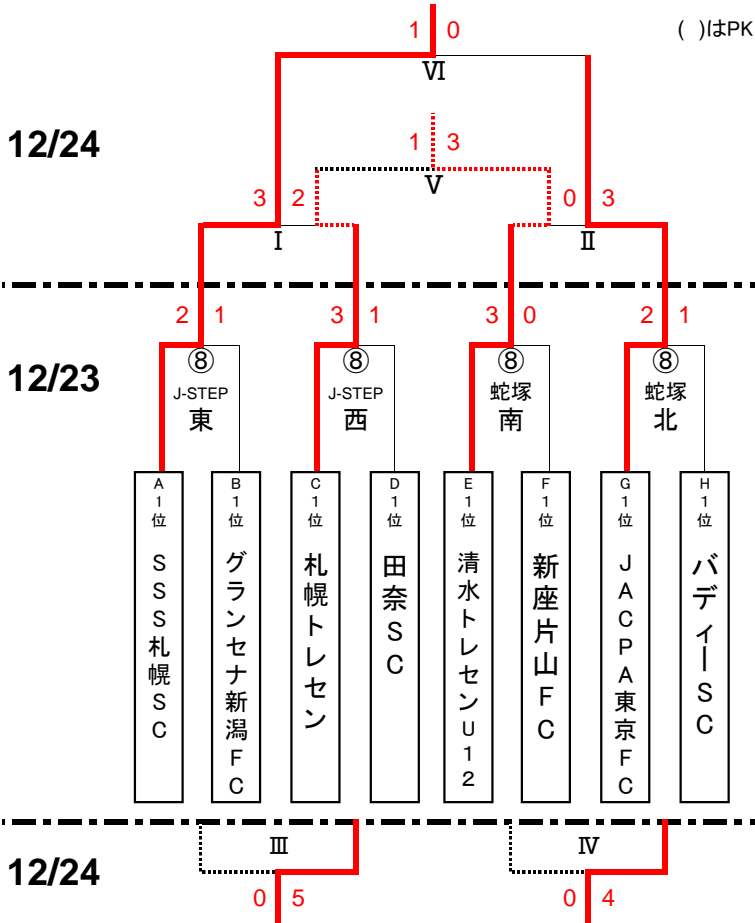 1 0
( )はPK
Ⅵ
12/24
1 3
Ⅴ
3 2
0 3
Ⅰ
Ⅱ
2 1
3 1
3 0
2 1
12/23
⑧
J-STEP
東
⑧
J-STEP
西
⑧
蛇塚
南
⑧
蛇塚
北
A1位
SSS札幌SC
B1位
グランセナ新潟FC
C1位
札幌トレセン
D1位
田奈SC
E1位
清水トレセンU12
F1位
新座片山FC
G1位
JACPA東京FC
H1位
バディーSC
12/24
Ⅲ
Ⅳ
0 5
0 4